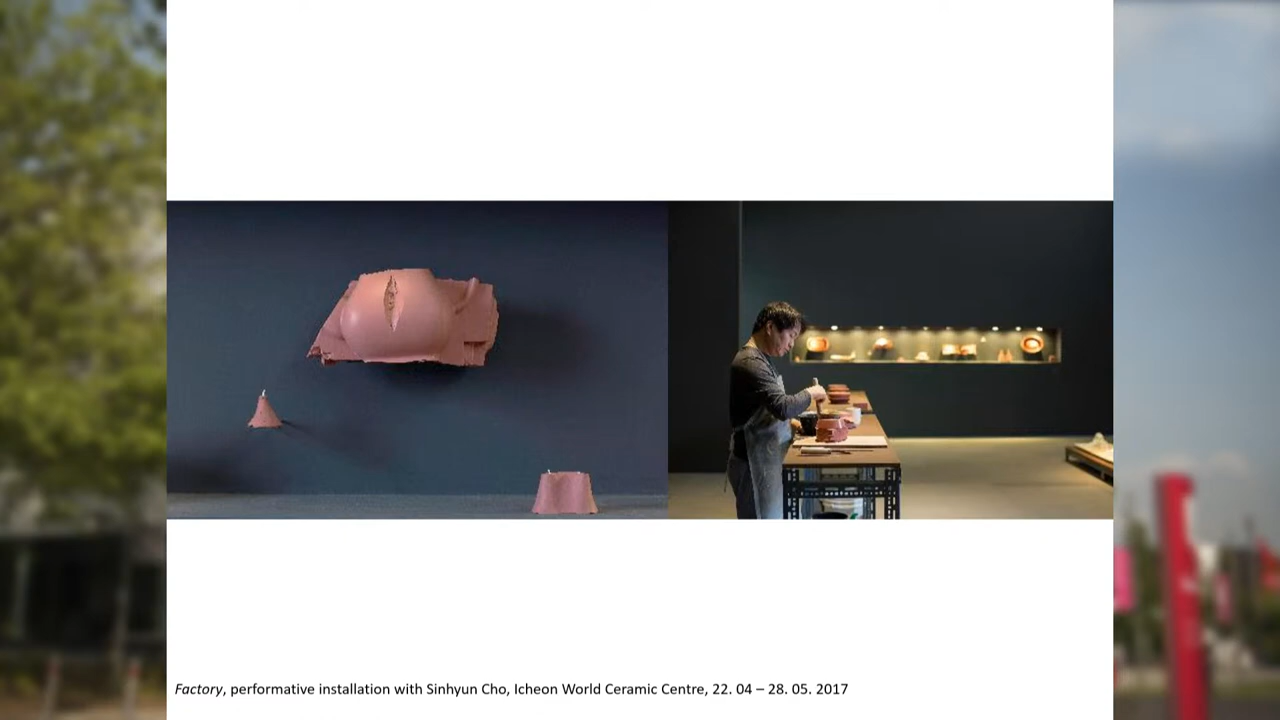 Factory, performative installation with Sinhyun Cho, Icheon World Ceramic Centre, 22. 04 – 28. 05. 2017